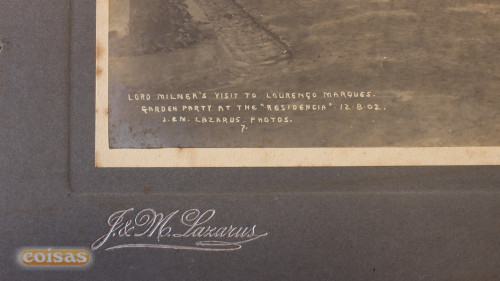 LORD MILNER'S VISIT TO LOURENÇO MARQUES.
GARDEN PARTY AT THE "RESIDENCIA" 12.8.02.
J. & M. LAZARUS. PHOTOS.
7.
J. & M. Lazarus
coisas